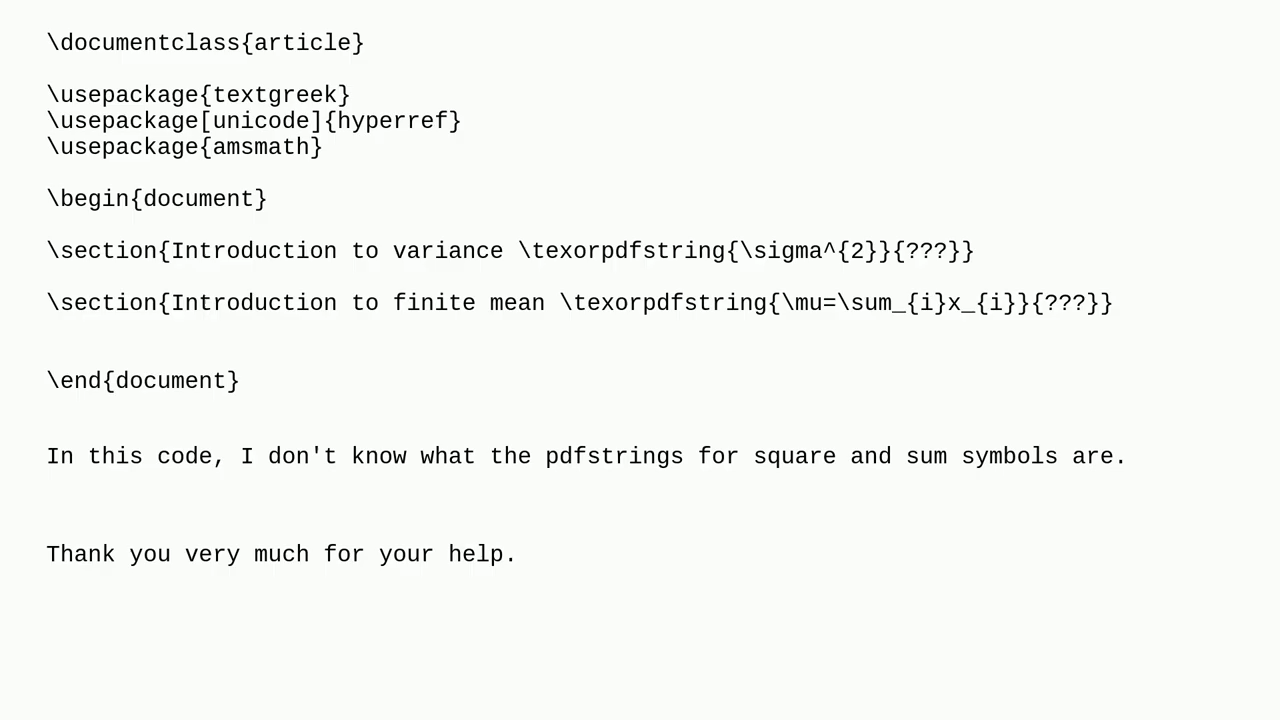 \documentclass{article}
\usepackage{textgreek}
\usepackage[unicode]{hyperref}
\usepackage{amsmath}
\begin{document}
\section{Introduction to variance \texorpdfstring{\sigma^{2}}{???}}
\section{Introduction to finite mean \texorpdfstring{\mu=\sum_{i}x_{i}}{???}}
\end{document}
In this code, I don't know what the pdfstrings for square and sum symbols are.
Thank you very much for your help.